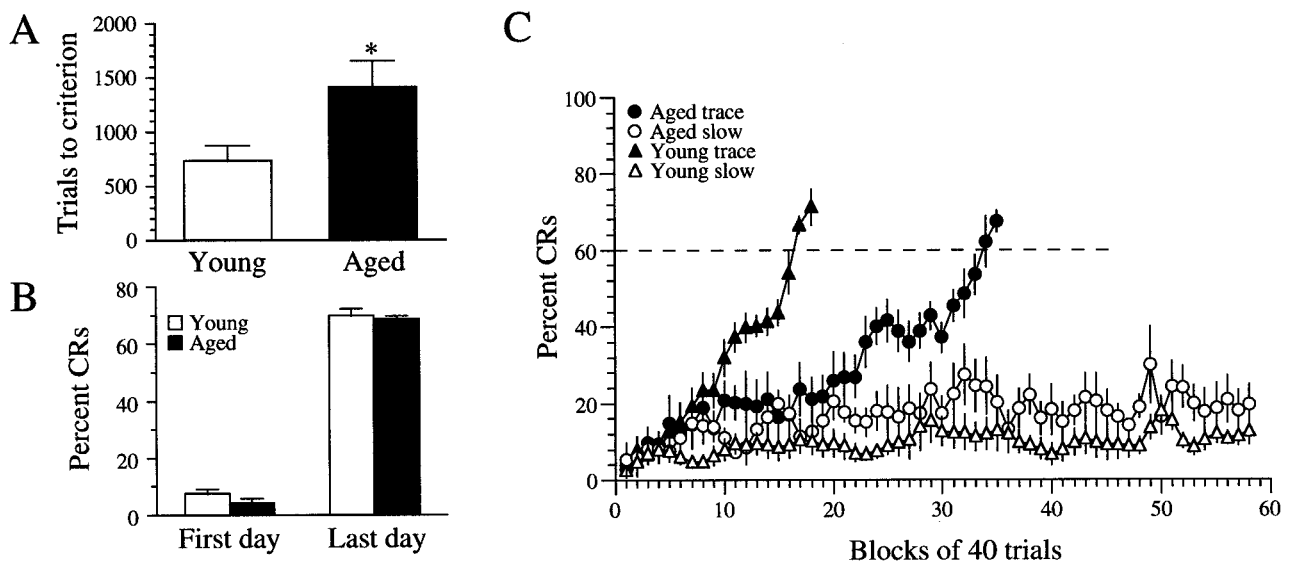 A
Trials to criterion
2000
1500
1000
500
0
*
Young Aged
B
Percent CRs
80
60
40
20
0
Young
Aged
First day Last day
C
Percent CRs
100
80
60
40
20
0
Aged trace
Aged slow
Young trace
Young slow
0 10 20 30 40 50 60
Blocks of 40 trials